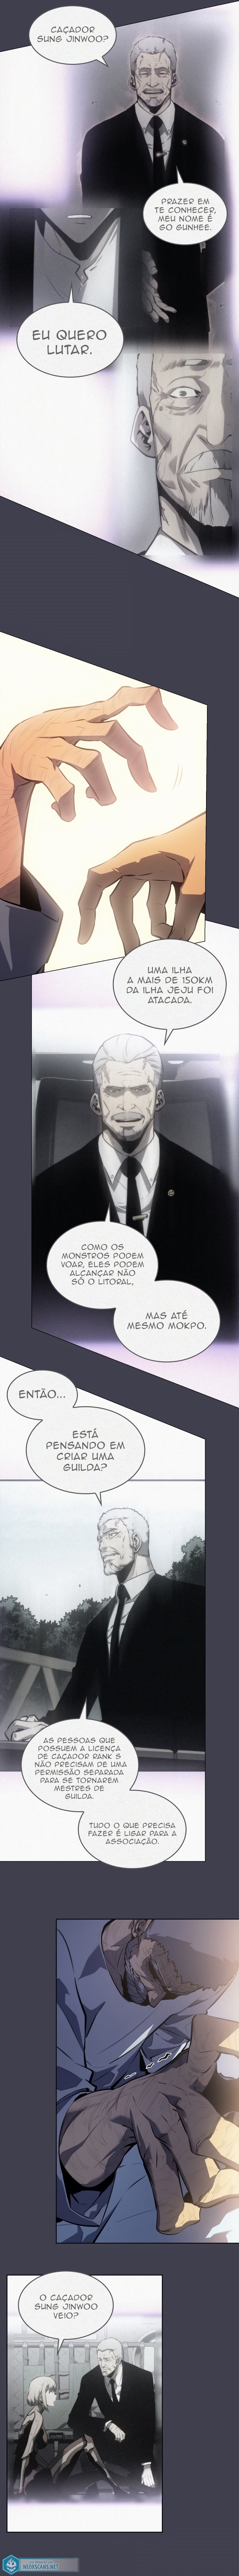 CAÇADOR
SUNG JINWOO?
PRAZER EM
TE CONHECER,
MEU NOME É
GO GUNHEE.
EU QUERO
LUTAR.
UMA ILHA
A MAIS DE 150KM
DA ILHA JEJU FOI
ATACADA.
COMO OS
MONSTROS PODEM
VOAR, ELES PODEM
ALCANÇAR NÃO
SÓ O LITORAL,
MAS ATÉ
MESMO MOKPO.
ENTÃO...
ESTÁ
PENSANDO EM
CRIAR UMA
GUILDA?
AS PESSOAS QUE
POSSUEM A LICENÇA
DE CAÇADOR RANK S
NÃO PRECISAM DE UMA
PERMISSÃO SEPARADA
PARA SE TORNAREM
MESTRES DE
GUILDA.
TUDO O QUE PRECISA
FAZER É LIGAR PARA A
ASSOCIAÇÃO.
O CAÇADOR
SUNG JINWOO
VEIO?
NEOXSCANS.NET